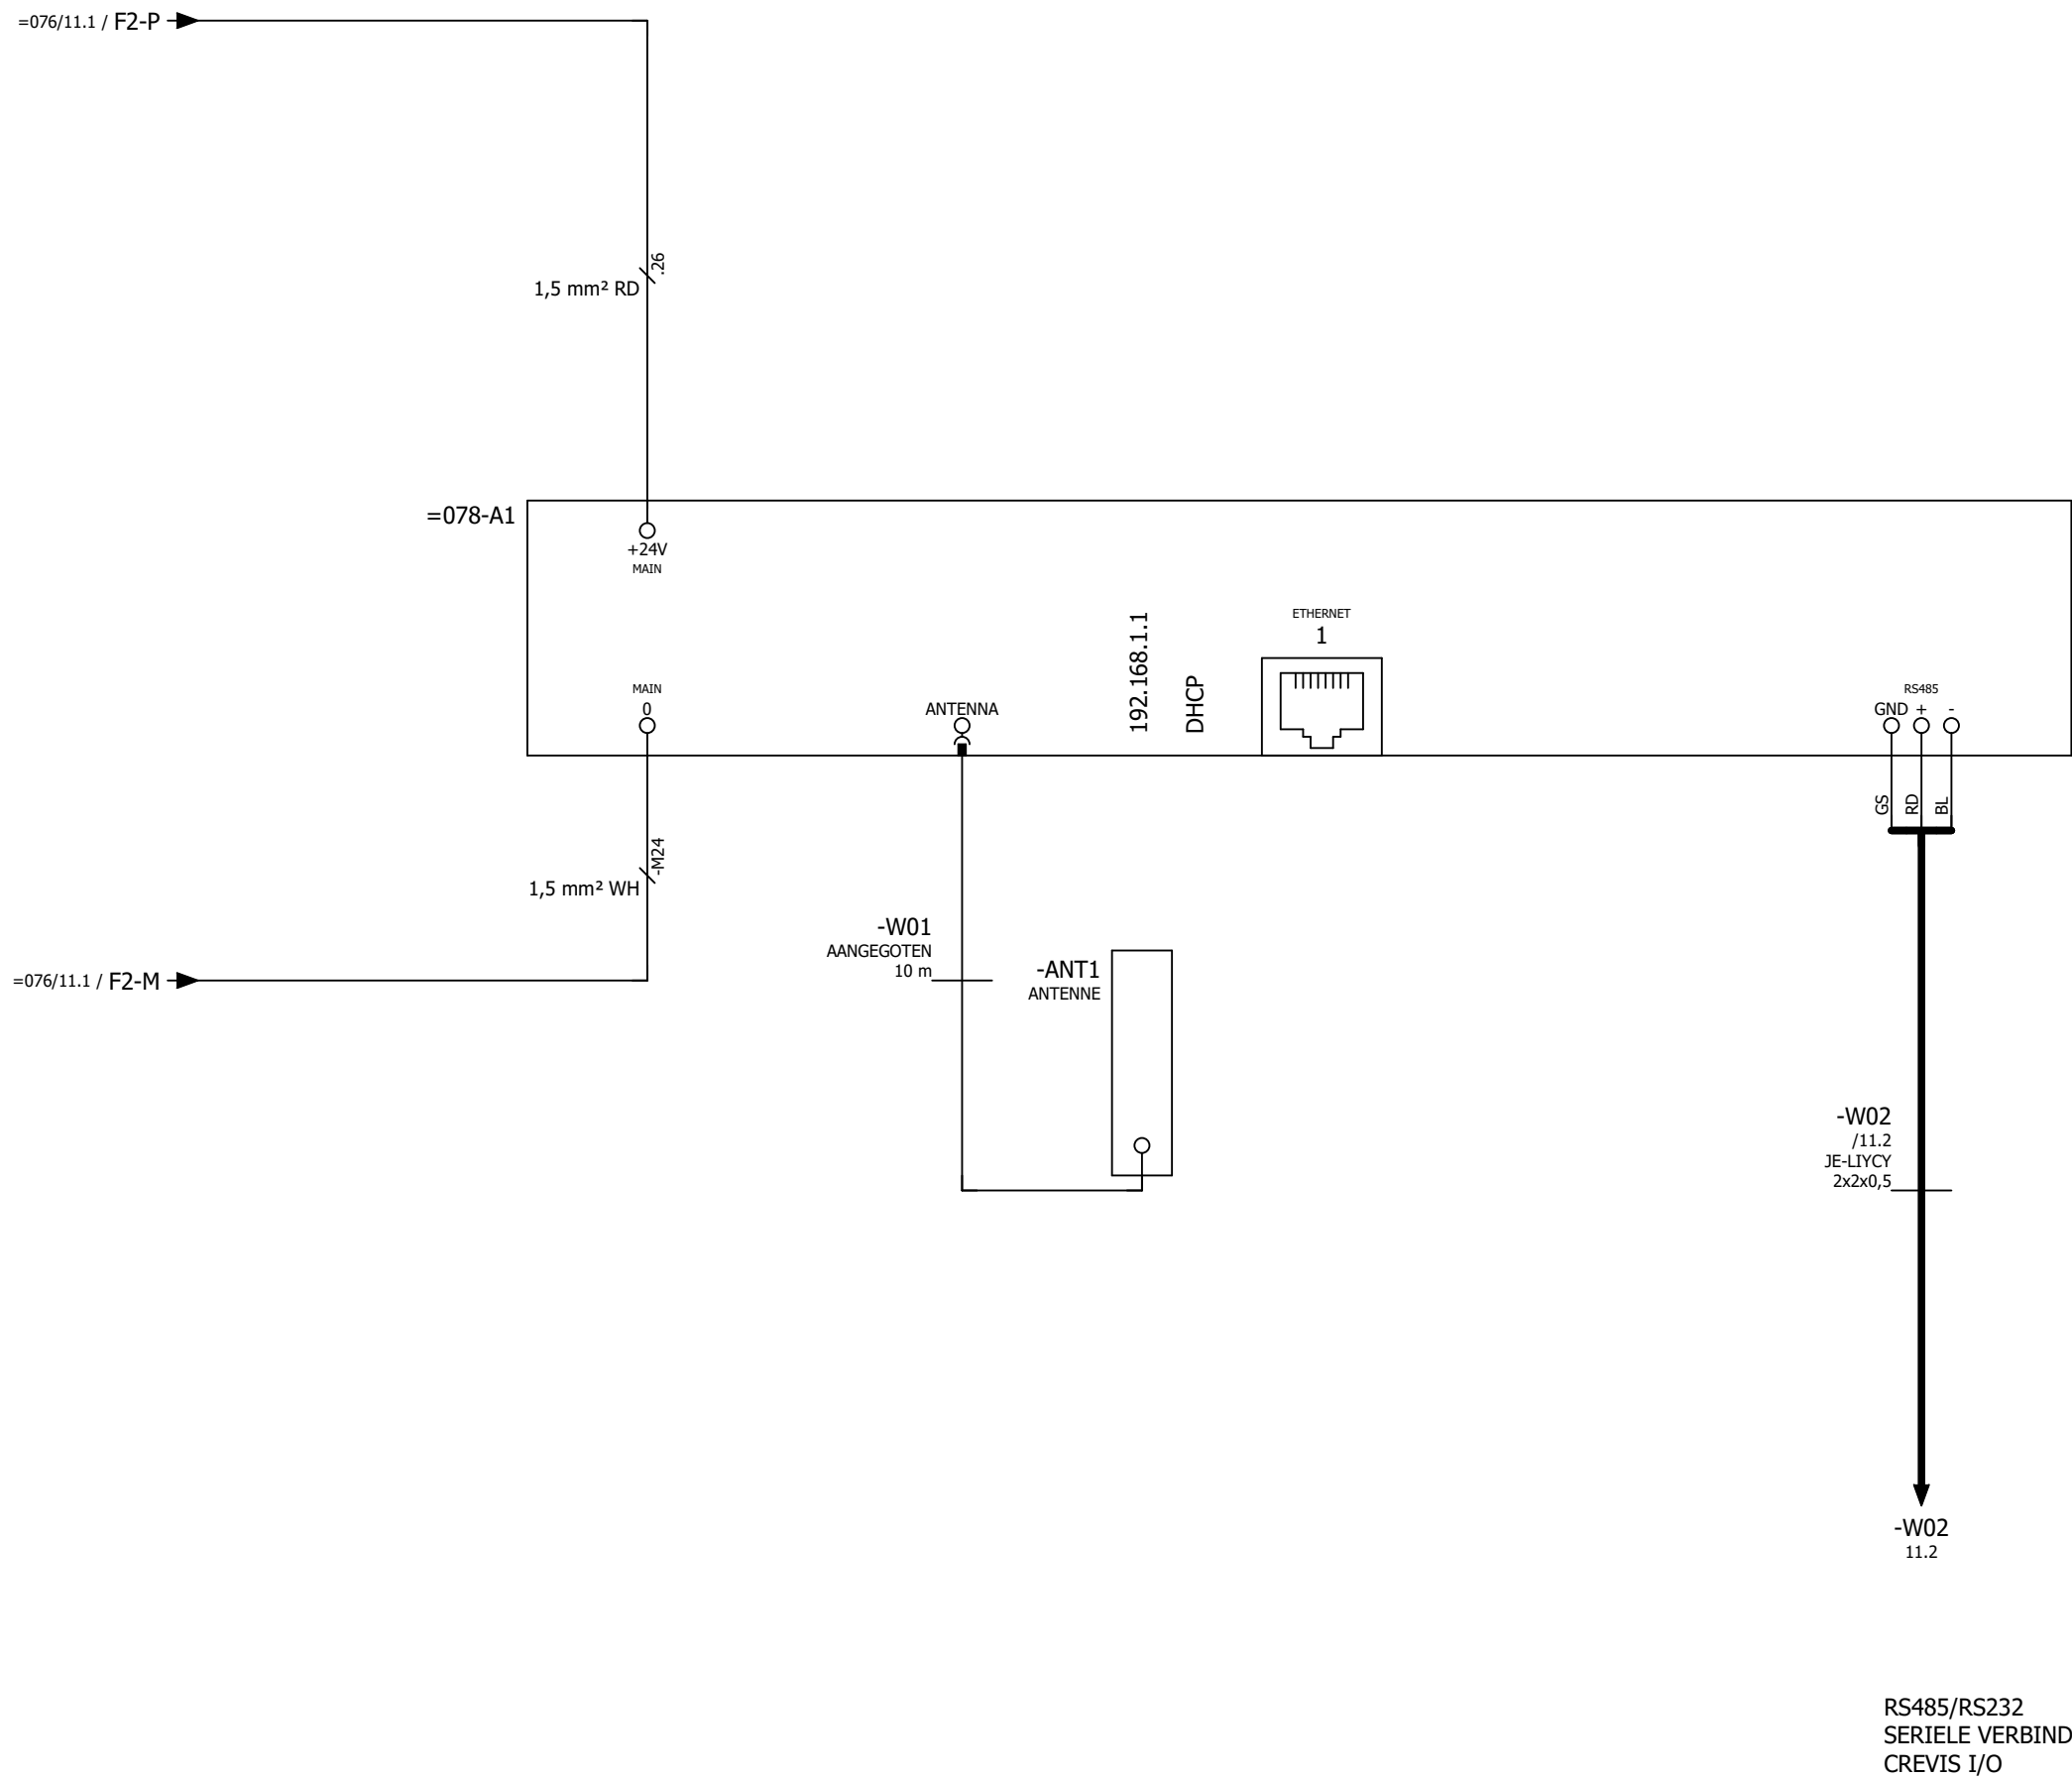 =076/11.1 / F2-P
.26
1,5 mm² RD
=078-A1
+24V
MAIN
192.168.1.1
DHCP
ETHERNET
1
MAIN
0
ANTENNA
RS485
GND + -
GS
RD
BL
-M24
1,5 mm² WH
-W01
AANGEGOTEN
10 m
-ANT1
ANTENNE
=076/11.1 / F2-M
-W02
/11.2
JE-LIYCY
2x2x0,5
-W02
11.2
RS485/RS232
SERIELE VERBIND
CREVIS I/O